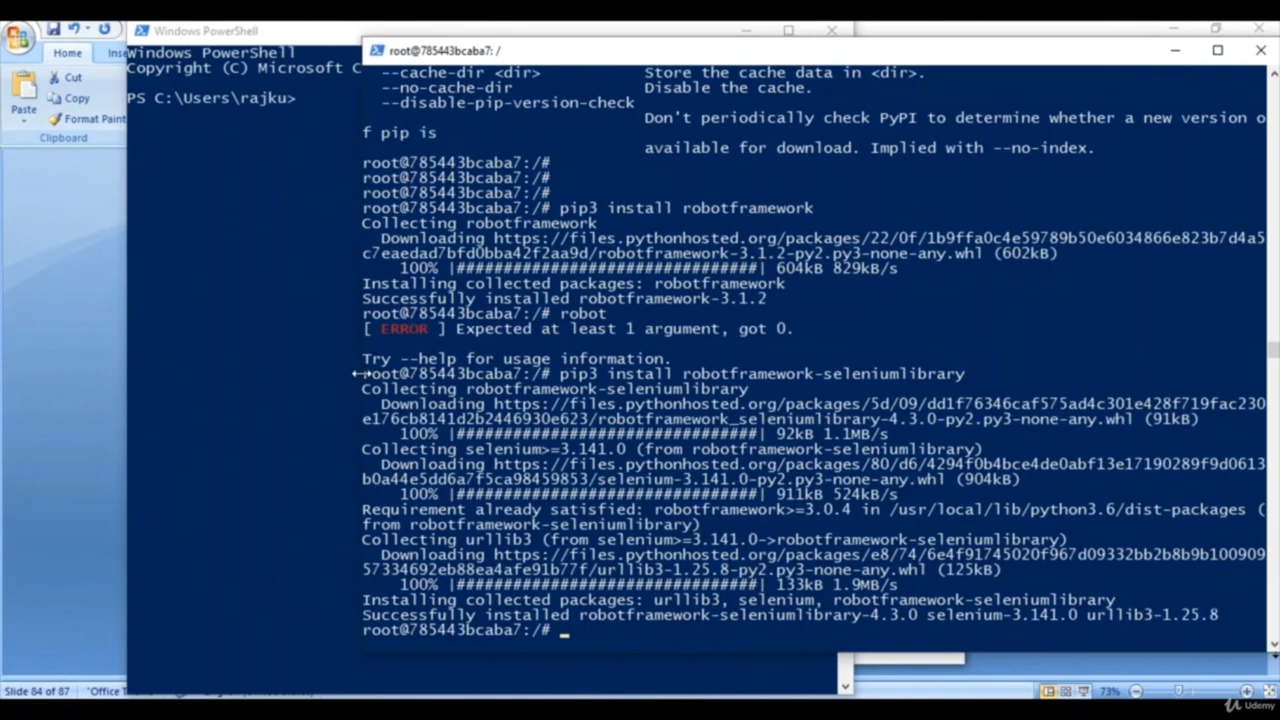 Windows PowerShell
Home
Inse
Cut
Copy
Paste
Format Paint
Clipboard
Windows PowerShell
Copyright (C) Microsoft C
PS C:\Users\rajku>
root@785443bcaba7: /
--cache-dir <dir> Store the cache data in <dir>.
--no-cache-dir Disable the cache.
--disable-pip-version-check
Don't periodically check PyPI to determine whether a new version o
f pip is
available for download. Implied with --no-index.
root@785443bcaba7:/#
root@785443bcaba7:/#
root@785443bcaba7:/#
root@785443bcaba7:/# pip3 install robotframework
Collecting robotframework
Downloading https://files.pythonhosted.org/packages/22/0f/1b9ffa0c4e59789b50e6034866e823b7d4a5
c7eaedad7bfd0bba42f2aa9d/robotframework-3.1.2-py2.py3-none-any.whl (602kB)
100% |################################| 604kB 829kB/s
Installing collected packages: robotframework
Successfully installed robotframework-3.1.2
root@785443bcaba7:/# robot
[ ERROR ] Expected at least 1 argument, got 0.
Try --help for usage information.
root@785443bcaba7:/# pip3 install robotframework-seleniumlibrary
Collecting robotframework-seleniumlibrary
Downloading https://files.pythonhosted.org/packages/5d/09/dd1f76346caf575ad4c301e428f719fac230
e176cb8141d2b2446930e623/robotframework_seleniumlibrary-4.3.0-py2.py3-none-any.whl (91kB)
100% |################################| 92kB 1.1MB/s
Collecting selenium>=3.141.0 (from robotframework-seleniumlibrary)
Downloading https://files.pythonhosted.org/packages/80/d6/4294f0b4bce4de0abf13e17190289f9d0613
b0a44e5dd6a7f5ca98459853/selenium-3.141.0-py2.py3-none-any.whl (904kB)
100% |################################| 911kB 524kB/s
Requirement already satisfied: robotframework>=3.0.4 in /usr/local/lib/python3.6/dist-packages (
from robotframework-seleniumlibrary)
Collecting urllib3 (from selenium>=3.141.0->robotframework-seleniumlibrary)
Downloading https://files.pythonhosted.org/packages/e8/74/6e4f91745020f967d09332bb2b8b9b100909
57334692eb88ea4afe91b77f/urllib3-1.25.8-py2.py3-none-any.whl (125kB)
100% |################################| 133kB 1.9MB/s
Installing collected packages: urllib3, selenium, robotframework-seleniumlibrary
Successfully installed robotframework-seleniumlibrary-4.3.0 selenium-3.141.0 urllib3-1.25.8
root@785443bcaba7:/# _
Slide 84 of 87
"Office T
73%
Udemy